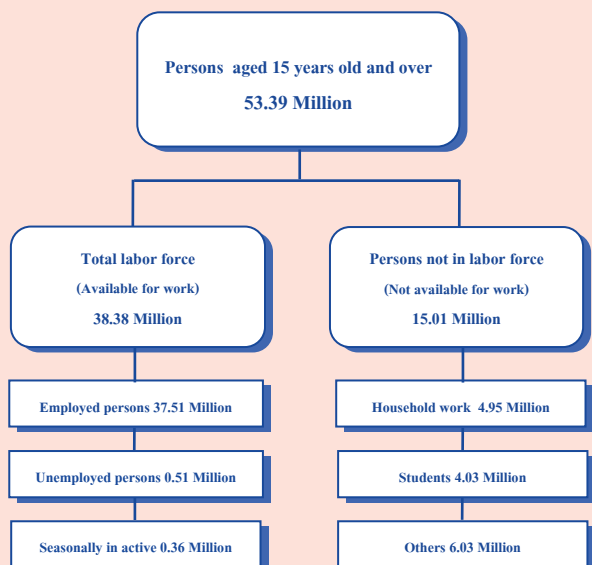 Persons aged 15 years old and over
53.39 Million
Total labor force
(Available for work)
38.38 Million
Persons not in labor force
(Not available for work)
15.01 Million
Employed persons 37.51 Million
Household work 4.95 Million
Unemployed persons 0.51 Million
Students 4.03 Million
Seasonally in active 0.36 Million
Others 6.03 Million